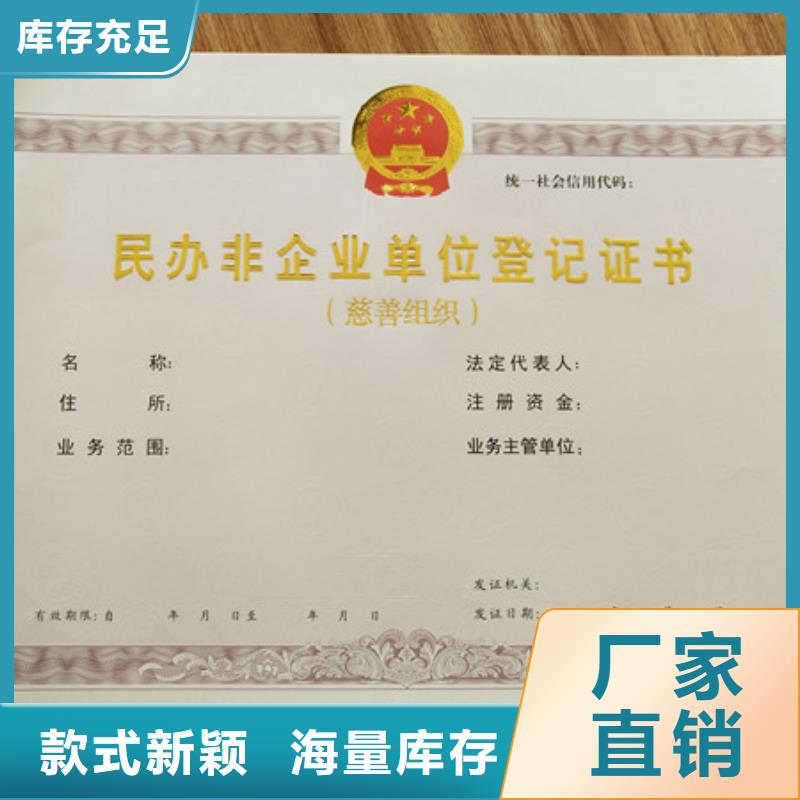 库存充足
统一社会信用代码：
民办非企业单位登记证书
（慈善组织）
名 称：
法定代表人：
住 所：
注册资金：
业务范围：
业务主管单位：
发证机关：
有效期限：自 年 月 日至 年 月 日
发证日期：
厂家
直销
款式新颖 海量库存